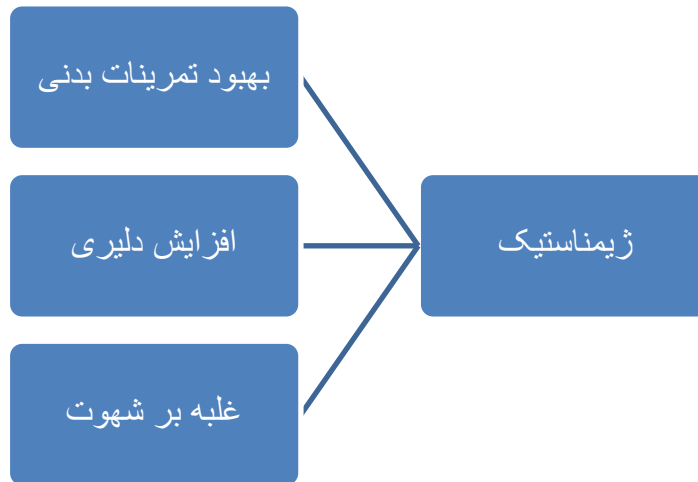 ژیمناستیک
بهبود تمرینات بدنی
افزایش دلیری
غلبه بر شهوت